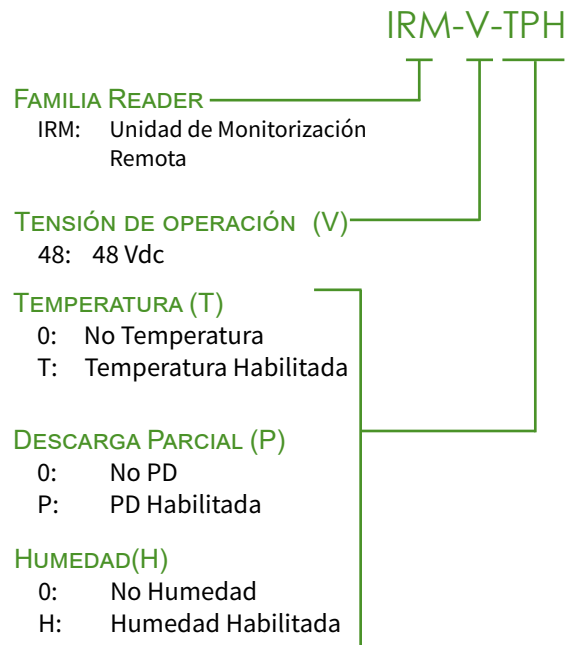 IRM-V-TPH
FAMILIA READER
IRM: Unidad de Monitorización
Remota
TENSIÓN DE OPERACIÓN (V)
48: 48 Vdc
TEMPERATURA (T)
0: No Temperatura
T: Temperatura Habilitada
DESCARGA PARCIAL (P)
0: No PD
P: PD Habilitada
HUMEDAD(H)
0: No Humedad
H: Humedad Habilitada